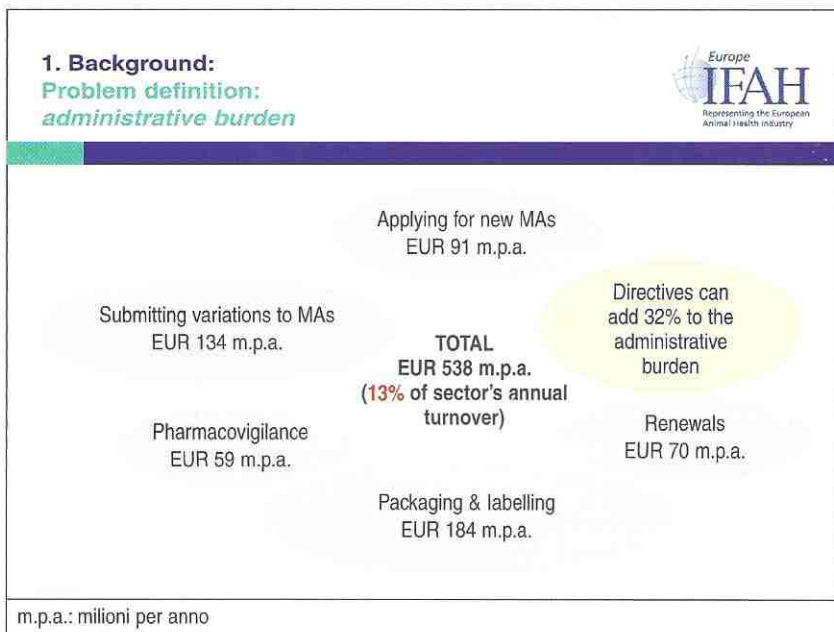 1. Background:
Problem definition:
administrative burden
Europe
IFAH
Representing the European
Animal Health Industry
Applying for new MAs
EUR 91 m.p.a.
Directives can
add 32% to the
administrative
burden
Submitting variations to MAs
EUR 134 m.p.a.
TOTAL
EUR 538 m.p.a.
(13% of sector's annual
turnover)
Renewals
EUR 70 m.p.a.
Pharmacovigilance
EUR 59 m.p.a.
Packaging & labelling
EUR 184 m.p.a.
m.p.a.: milioni per anno